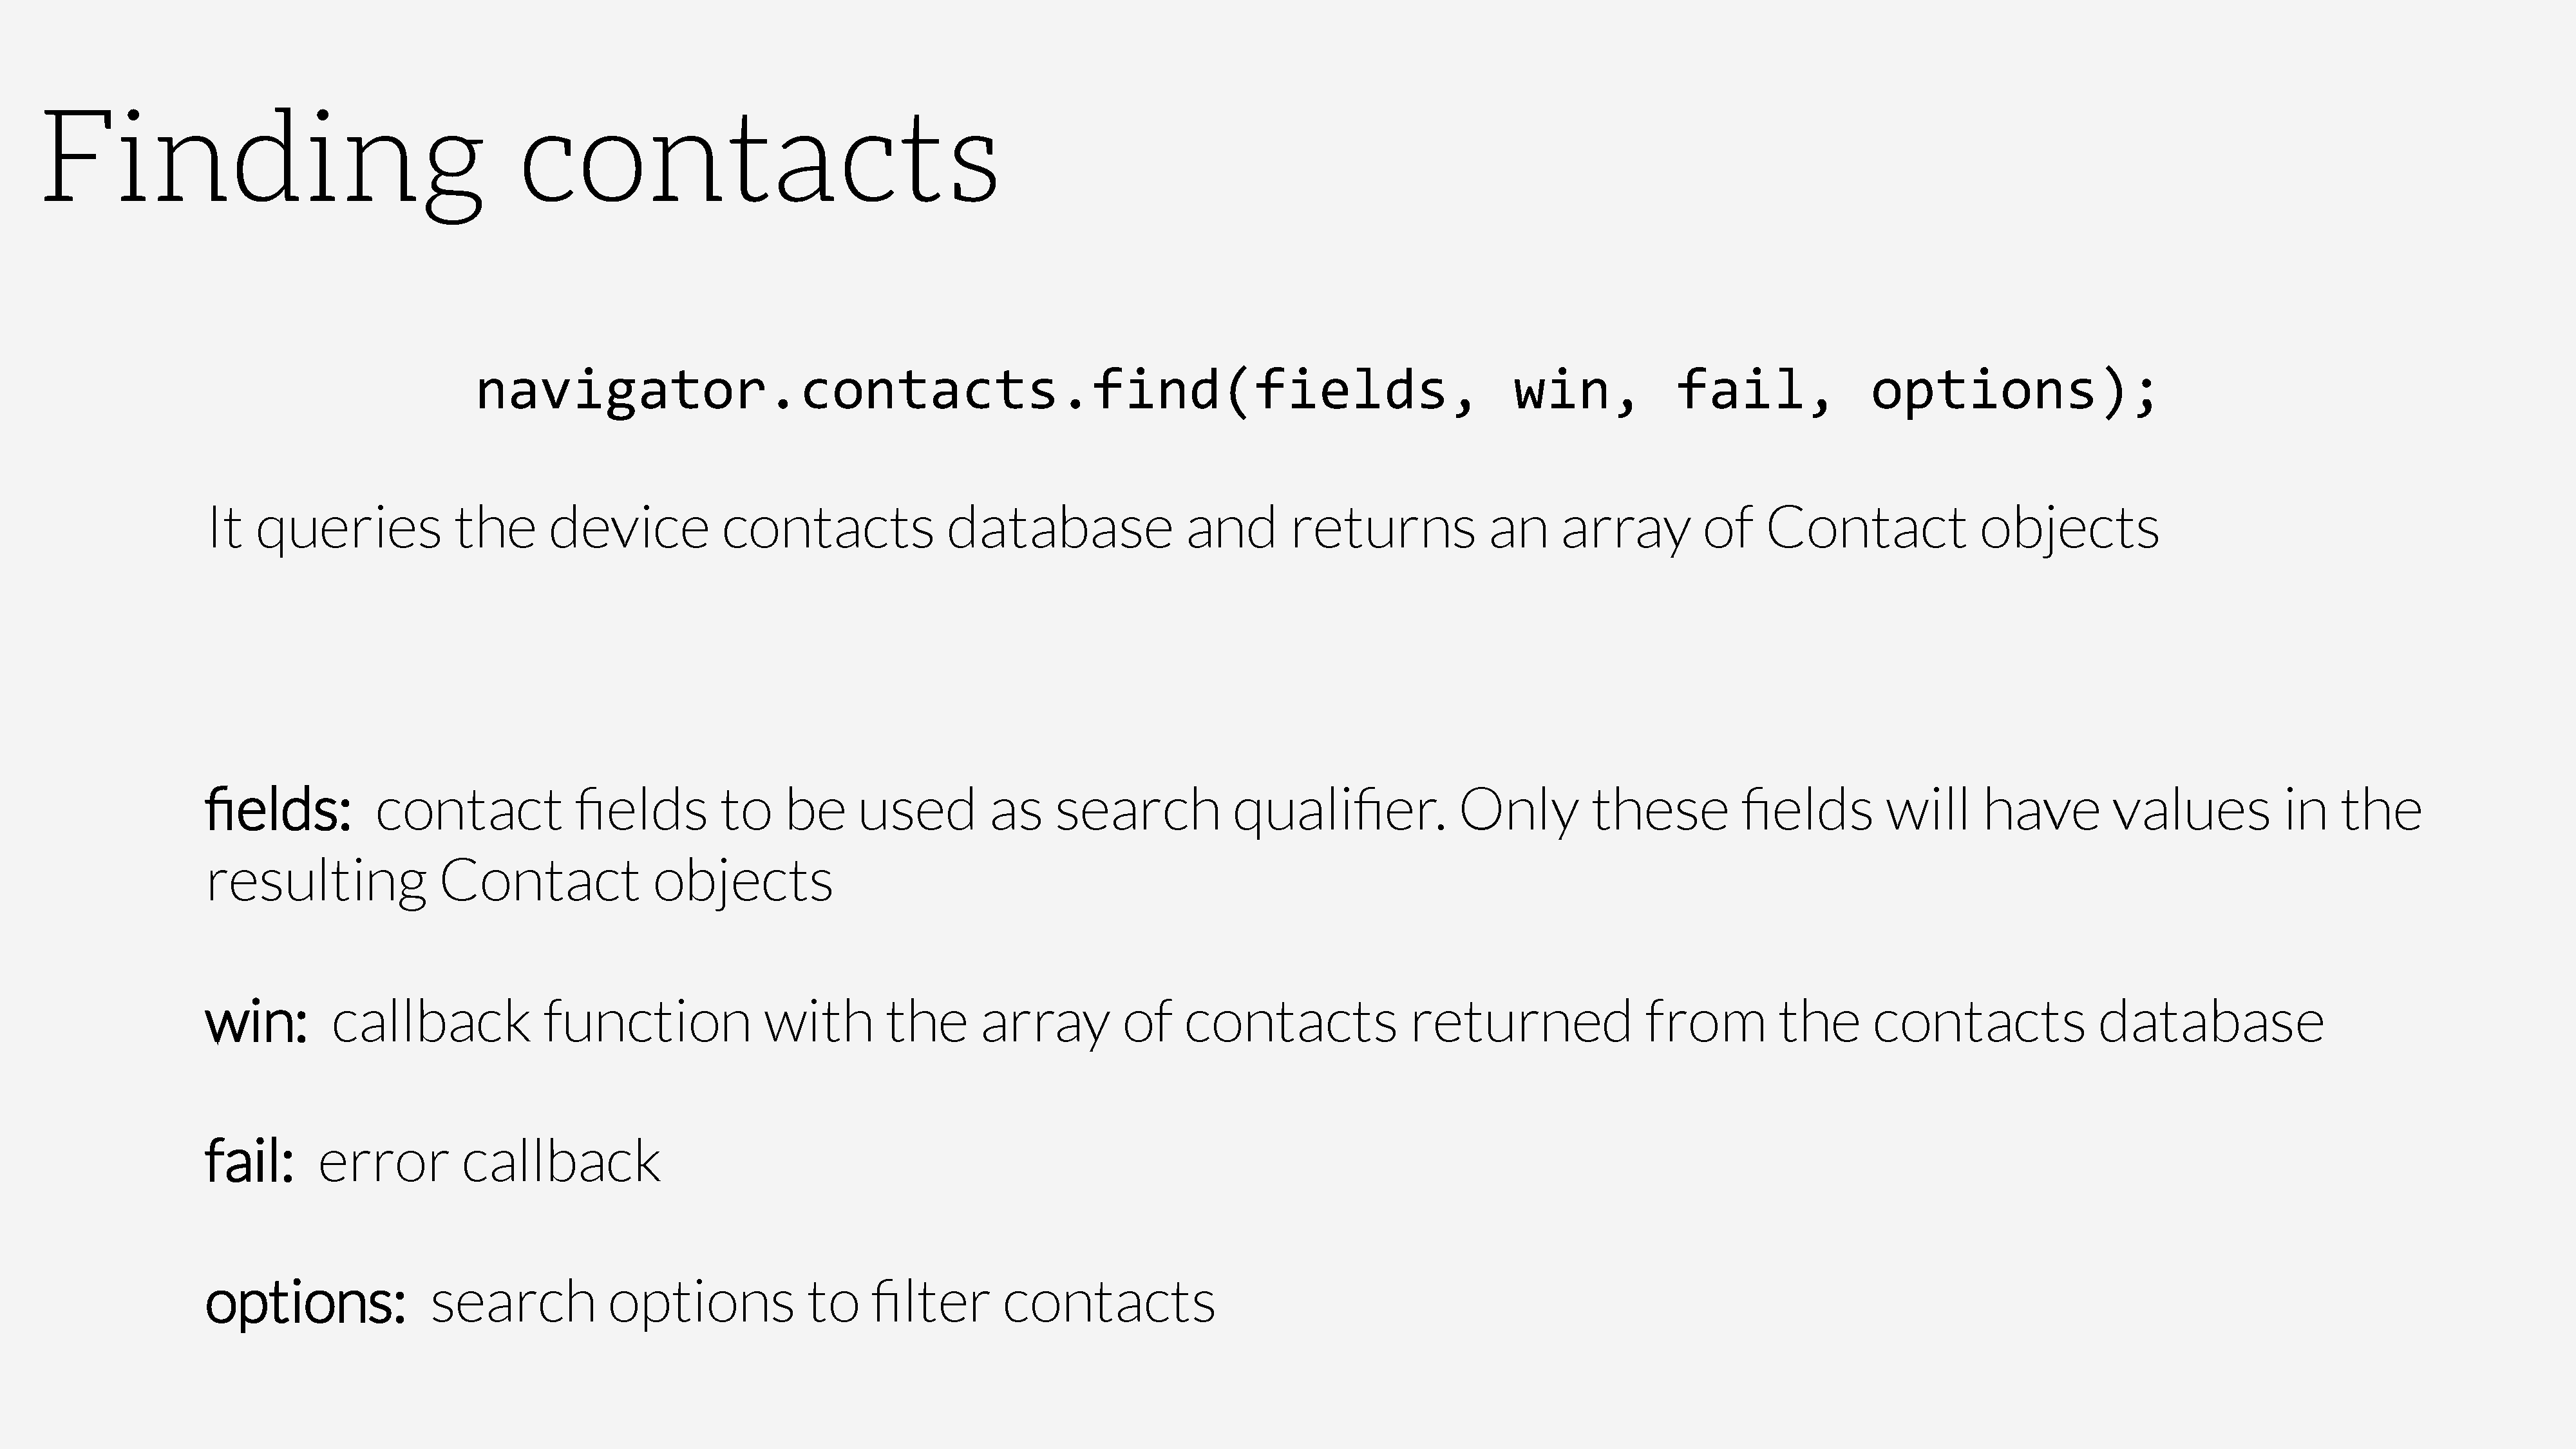 Finding contacts
navigator.contacts.find(fields, win, fail, options);
It queries the device contacts database and returns an array of Contact objects
fields: contact fields to be used as search qualifier. Only these fields will have values in the
resulting Contact objects
win: callback function with the array of contacts returned from the contacts database
fail: error callback
options: search options to filter contacts